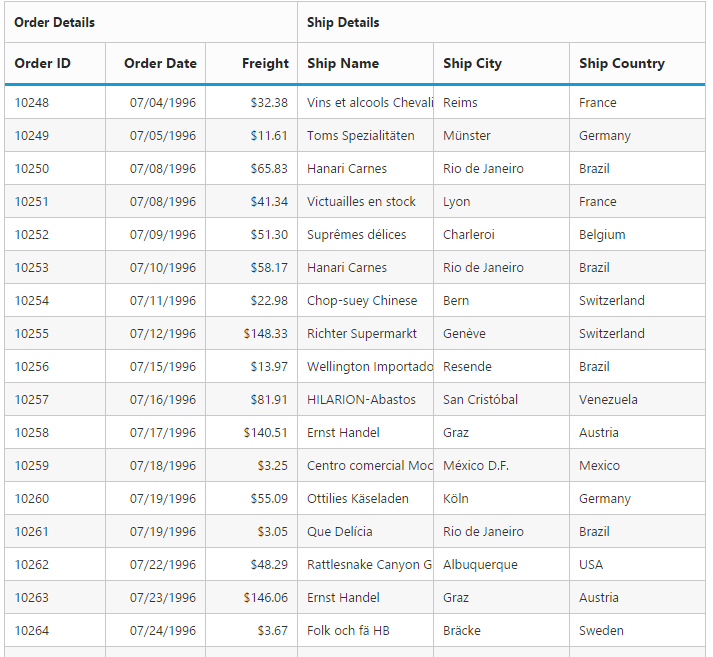 Order Details Ship Details
Order ID Order Date Freight Ship Name Ship City Ship Country
10248 07/04/1996 $32.38 Vins et alcools Chevali Reims France
10249 07/05/1996 $11.61 Toms Spezialitäten Münster Germany
10250 07/08/1996 $65.83 Hanari Carnes Rio de Janeiro Brazil
10251 07/08/1996 $41.34 Victuailles en stock Lyon France
10252 07/09/1996 $51.30 Suprêmes délices Charleroi Belgium
10253 07/10/1996 $58.17 Hanari Carnes Rio de Janeiro Brazil
10254 07/11/1996 $22.98 Chop-suey Chinese Bern Switzerland
10255 07/12/1996 $148.33 Richter Supermarkt Genève Switzerland
10256 07/15/1996 $13.97 Wellington Importado Resende Brazil
10257 07/16/1996 $81.91 HILARION-Abastos San Cristóbal Venezuela
10258 07/17/1996 $140.51 Ernst Handel Graz Austria
10259 07/18/1996 $3.25 Centro comercial Moc México D.F. Mexico
10260 07/19/1996 $55.09 Ottilies Käseladen Köln Germany
10261 07/19/1996 $3.05 Que Delícia Rio de Janeiro Brazil
10262 07/22/1996 $48.29 Rattlesnake Canyon G Albuquerque USA
10263 07/23/1996 $146.06 Ernst Handel Graz Austria
10264 07/24/1996 $3.67 Folk och fä HB Bräcke Sweden